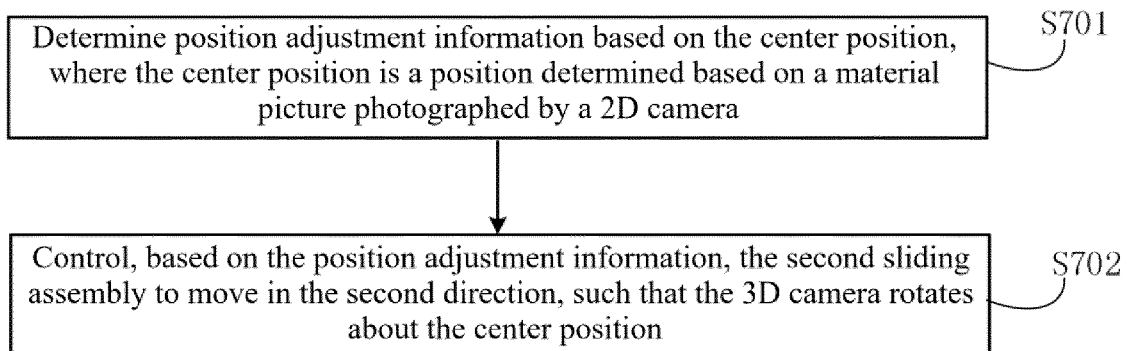 Determine position adjustment information based on the center position,
where the center position is a position determined based on a material
picture photographed by a 2D camera
S701
Control, based on the position adjustment information, the second sliding
assembly to move in the second direction, such that the 3D camera rotates
about the center position
S702